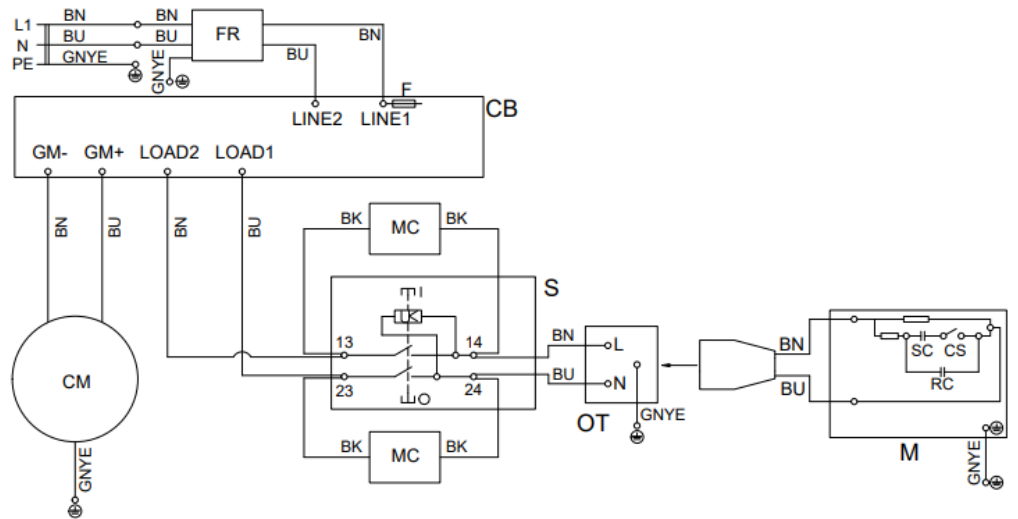 L1 BN BN FR BN
N BU BU BU
PE GNYE GNYE
F
LINE2 LINE1 CB
GM- GM+ LOAD2 LOAD1
BN BU BN BU
BK MC BK
S
I
U<
13 14
23 24
O
BN L
BU N
GNYE
OT
BK MC BK
CM
GNYE
BN
BU
SC CS
RC
M
GNYE